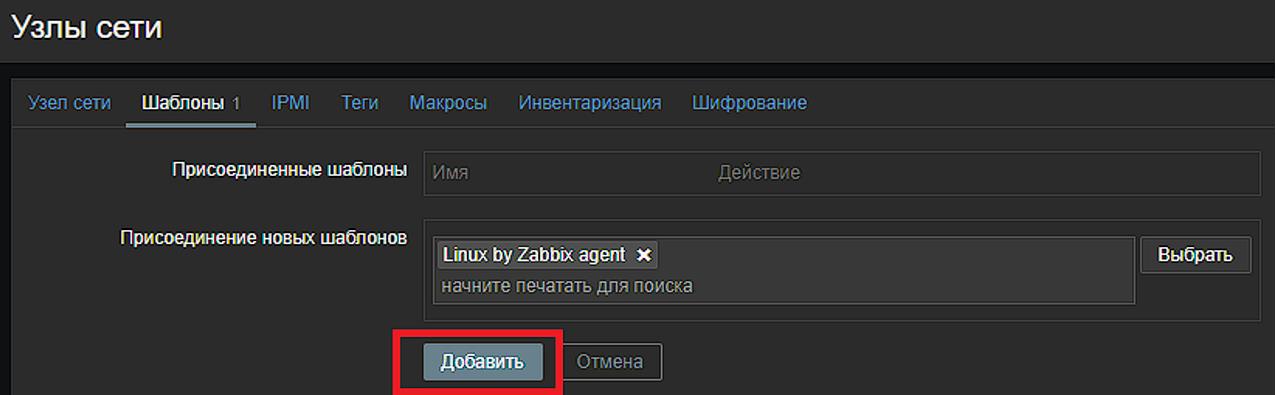 Узлы сети
Узел сети Шаблоны 1 IPMI Теги Макросы Инвентаризация Шифрование
Присоединенные шаблоны Имя Действие
Присоединение новых шаблонов
Linux by Zabbix agent ✖ Выбрать
начните печатать для поиска
Добавить Отмена